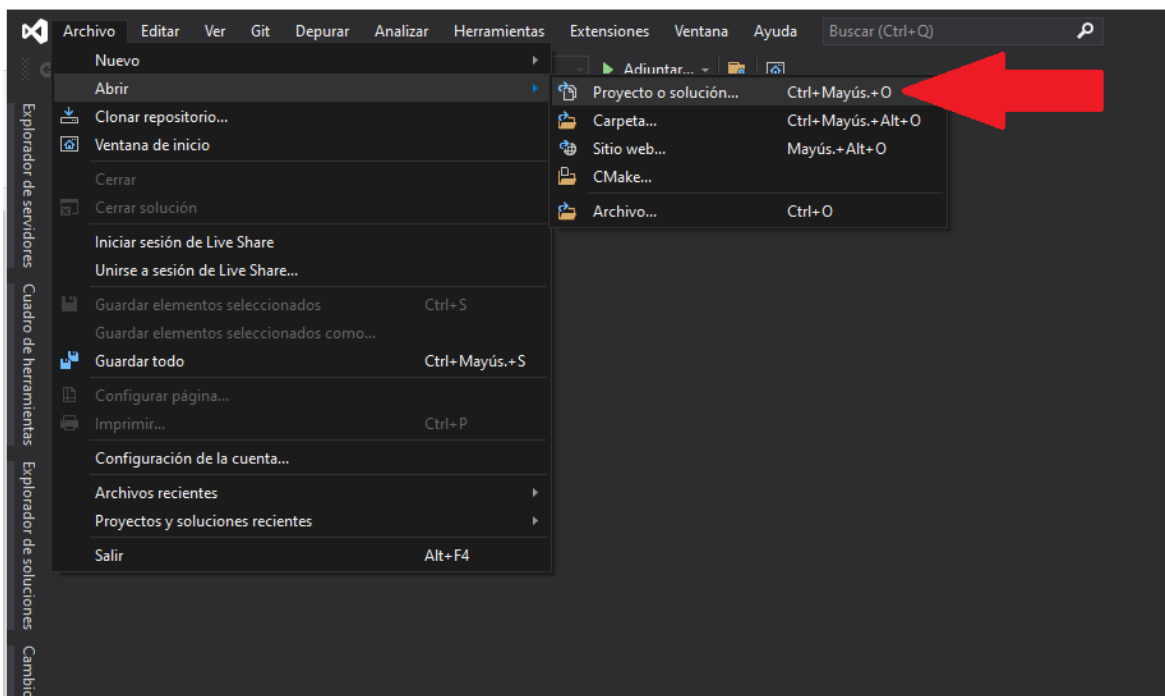 Archivo Editar Ver Git Depurar Analizar Herramientas Extensiones Ventana Ayuda Buscar (Ctrl+Q)
Adjuntar...
Nuevo
Abrir
Clonar repositorio...
Ventana de inicio
Cerrar
Cerrar solución
Iniciar sesión de Live Share
Unirse a sesión de Live Share...
Guardar elementos seleccionados Ctrl+S
Guardar elementos seleccionados como...
Guardar todo Ctrl+Mayús.+S
Configurar página...
Imprimir... Ctrl+P
Configuración de la cuenta...
Archivos recientes
Proyectos y soluciones recientes
Salir Alt+F4
Proyecto o solución... Ctrl+Mayús.+O
Carpeta... Ctrl+Mayús.+Alt+O
Sitio web... Mayús.+Alt+O
CMake...
Archivo... Ctrl+O
Explorador de servidores
Cuadro de herramientas
Explorador de soluciones